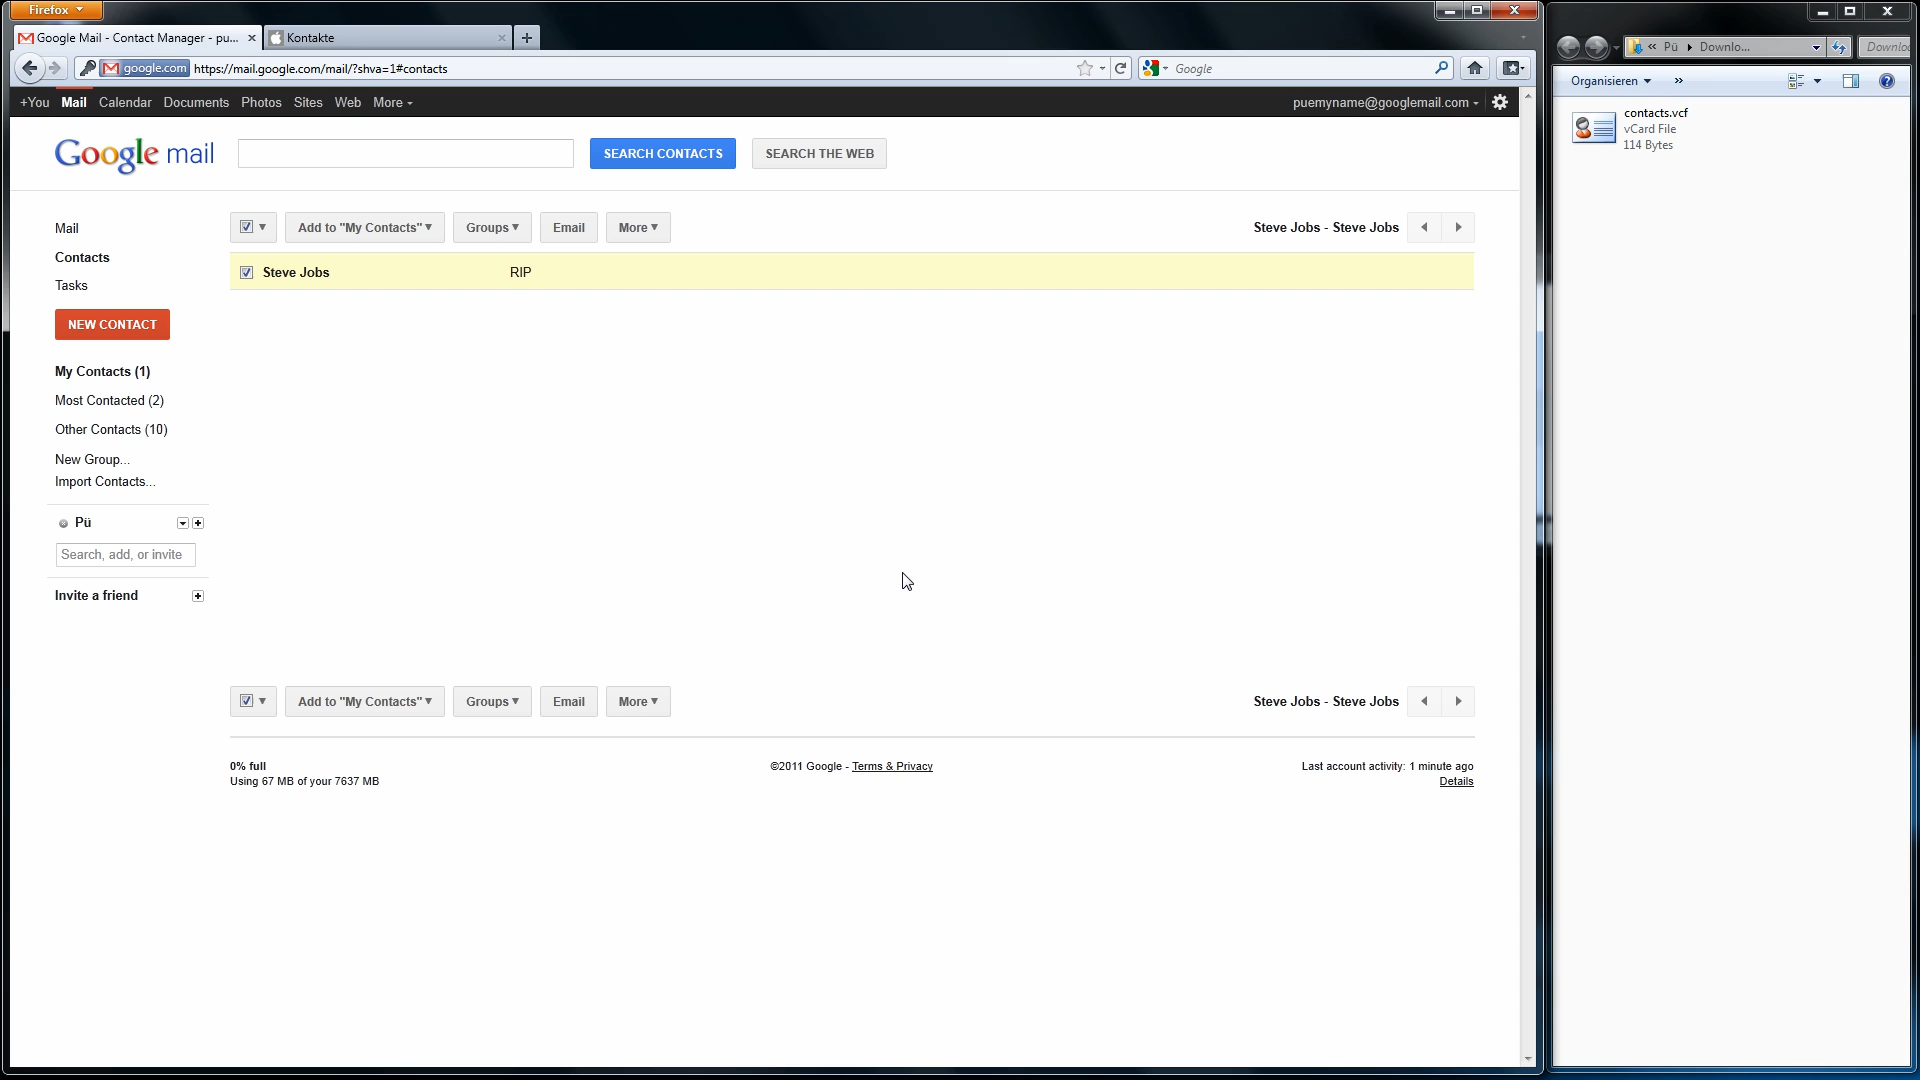 Firefox
Google Mail - Contact Manager - pu...
Kontakte
google.com https://mail.google.com/mail/?shva=1#contacts
Google
+You Mail Calendar Documents Photos Sites Web More
puemyname@googlemail.com
Google mail
SEARCH CONTACTS
SEARCH THE WEB
Mail
Contacts
Tasks
NEW CONTACT
My Contacts (1)
Most Contacted (2)
Other Contacts (10)
New Group...
Import Contacts...
Pü
Search, add, or invite
Invite a friend
Add to "My Contacts" Groups Email More
Steve Jobs - Steve Jobs
Steve Jobs RIP
Add to "My Contacts" Groups Email More
Steve Jobs - Steve Jobs
0% full
Using 67 MB of your 7637 MB
©2011 Google - Terms & Privacy
Last account activity: 1 minute ago
Details
« Pü Downlo...
Downloa
Organisieren »
contacts.vcf
vCard File
114 Bytes